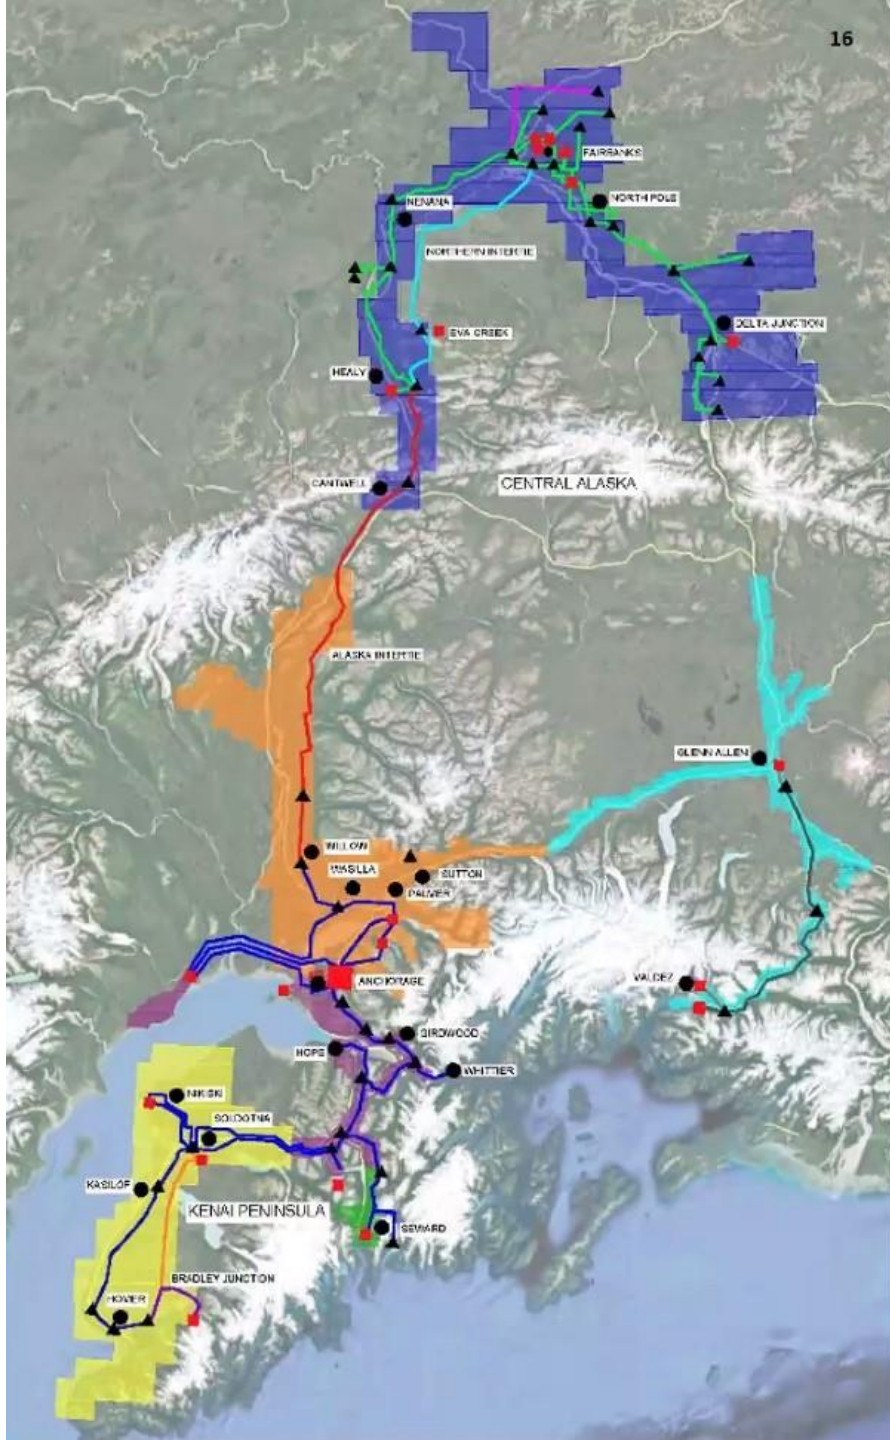 16
FAIRBANKS
NENANA
NORTH POLE
NORTHERN INTERTIE
DELTA JUNCTION
EVA CREEK
HEALY
CANTWELL
CENTRAL ALASKA
ALASKA INTERTIE
GLENN ALLEN
WILLOW
WASILLA
SUTTON
PALMER
ANCHORAGE
VALDEZ
GIRDWOOD
HOPE
WHITTIER
NIKISKI
SOLDOTNA
KASILOF
KENAI PENINSULA
SEWARD
BRADLEY JUNCTION
HOMER